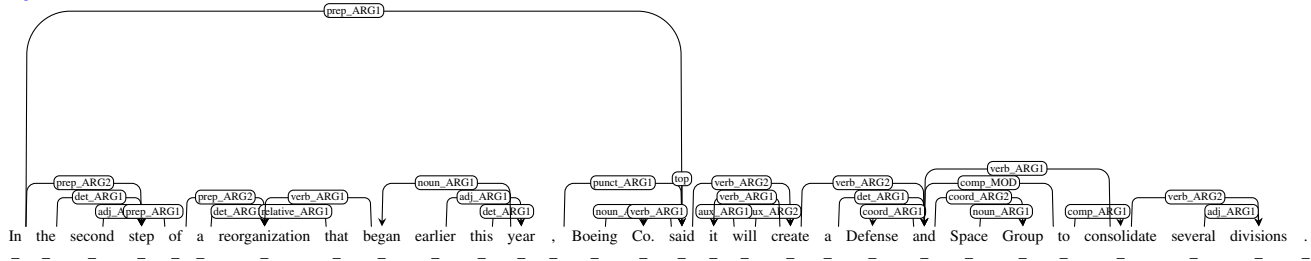 prep_ARG1
verb_ARG1
top
prep_ARG2 noun_ARG1 punct_ARG1 verb_ARG2 verb_ARG2 comp_MOD
det_ARG1 prep_ARG2 verb_ARG1 adj_ARG1 verb_ARG1 det_ARG1 coord_ARG2 verb_ARG2
prep_ARG1 relative_ARG1 det_ARG1 verb_ARG1 aux_ARG1 ux_ARG2 coord_ARG1 noun_ARG1 comp_ARG1 adj_ARG1
In the second step of a reorganization that began earlier this year , Boeing Co. said it will create a Defense and Space Group to consolidate several divisions .
_ _ _ _ _ _ _ _ _ _ _ _ _ _ _ _ _ _ _ _ _ _ _ _ _ _ _ _ _